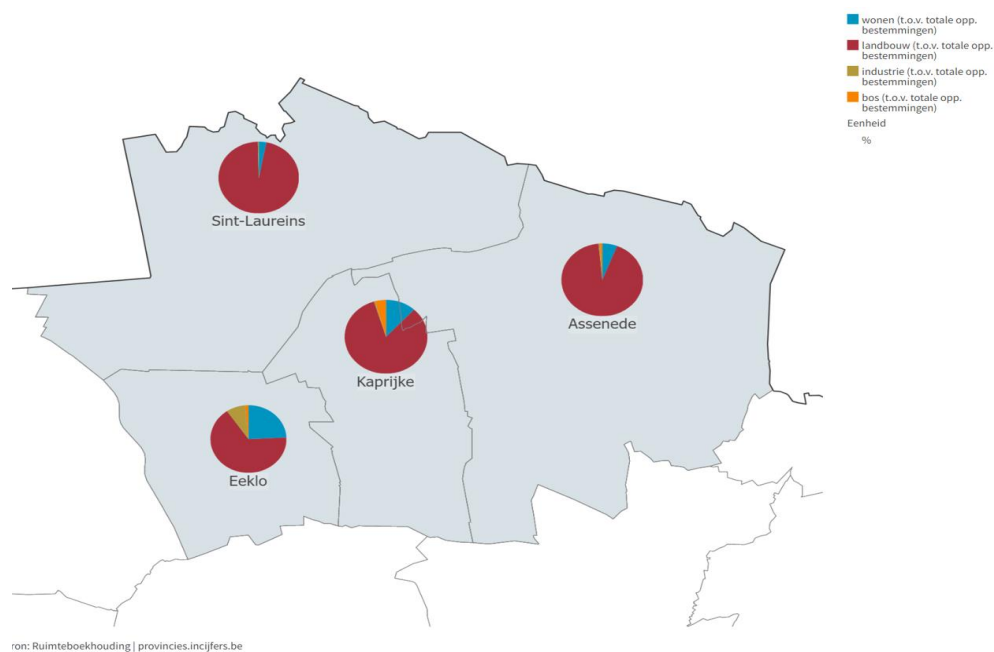 wonen (t.o.v. totale opp.
bestemmingen)
landbouw (t.o.v. totale opp.
bestemmingen)
industrie (t.o.v. totale opp.
bestemmingen)
bos (t.o.v. totale opp.
bestemmingen)
Eenheid
%
Sint-Laureins
Assenede
Kaprijke
Eeklo
ron: Ruimteboekhouding | provincies.incijfers.be